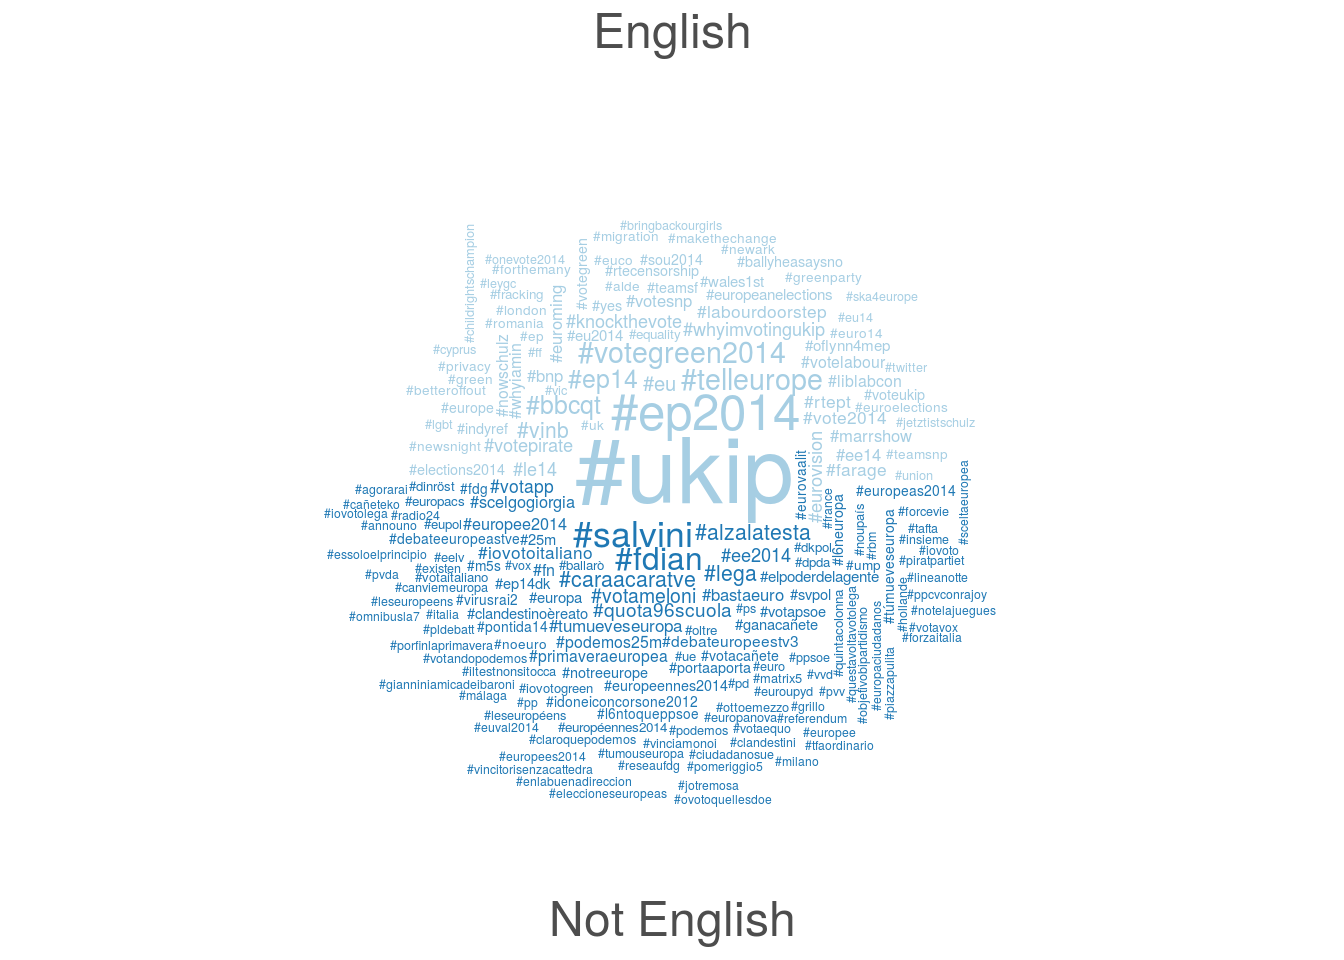 English
#bringbackourgirls
#migration #makethechange
#newark
#childrightschampion
#onevote2014 #votegreen #euco #sou2014 #ballyheasaysno
#forthemany #rtecensorship
#leygc #alde #teamsf #wales1st #greenparty
#fracking #euroming #yes #votesnp #europeanelections #ska4europe
#london #knockthevote #labourdoorstep #eu14
#romania #eu2014 #equality #whyimvotingukip #euro14
#ep
#cyprus #nowschulz #whyiamin #ff #votegreen2014 #oflynn4mep
#privacy #votelabour #twitter
#green #bnp #ep14 #eu #telleurope #liblabcon
#betteroffout #vic #voteukip
#europe #bbcqt #ep2014 #rtept #euroelections
#lgbt #indyref #vinb #uk #vote2014 #jetztistschulz
#newsnight #votepirate #marrshow
#ee14 #teamsnp
#elections2014 #le14 #ukip #eurovision #farage #union
#agorarai #dinröst #fdg #votapp #eurovaalit #europeas2014 #sceltaeuropea
#cañeteko #europacs #scelgogiorgia #france
#iovotolega #radio24 #l6neuropa #noupaís #forcevie
#announo #eupol #europee2014 #salvini #alzalatesta #túmueveseuropa #tafta
#debateeuropeastve #25m #rbm #insieme
#essoloelprincipio #eelv #iovotoitaliano #fdian #ee2014 #dkpol #iovoto
#existen #m5s #vox #fn #ballarò #dpda #ump #piratpartiet
#pvda #votaitaliano #ep14dk #caraacaratve #lega #elpoderdelagente #lineanotte
#canviemeuropa #hollande
#leseuropeens #virusrai2 #europa #votameloni #bastaeuro #svpol #quintacolonna #questavoltavotolega #ppcvconrajoy
#omnibusla7 #italia #clandestinoèreato #quota96scuola #ps #votapsoe #objetivobipartidismo #europaciudadanos #notelajuegues
#pldebatt #pontida14 #tumueveseuropa #oltre #ganacañete #votavox
#porfinlaprimavera #noeuro #podemos25m #debateuropeestv3 #forzaitalia
#votandopodemos #primaveraeuropea #ue #votacañete #ppsoe #piazzapulita
#iltestnonsitocca #notreeurope #portaaporta #euro
#gianniniamicadeibaroni #iovotogreen #europeennes2014 #pd #matrix5 #vvd
#málaga #euroupyd #pvv
#pp #idoneiconcorsone2012 #ottoemezzo #grillo
#leseuropéens #l6ntoqueppsoe #europanova #referendum
#euval2014 #européennes2014 #podemos #votaequo #europee
#claroquepodemos #vinciamonoi #clandestini #tfaordinario
#europees2014 #tumouseuropa #ciudadanosue
#vincitorisenzacattedra #reseaufdg #pomeriggio5 #milano
#enlabuenadireccion #jotremosa
#eleccioneseuropeas #ovotoquellesdoe
Not English